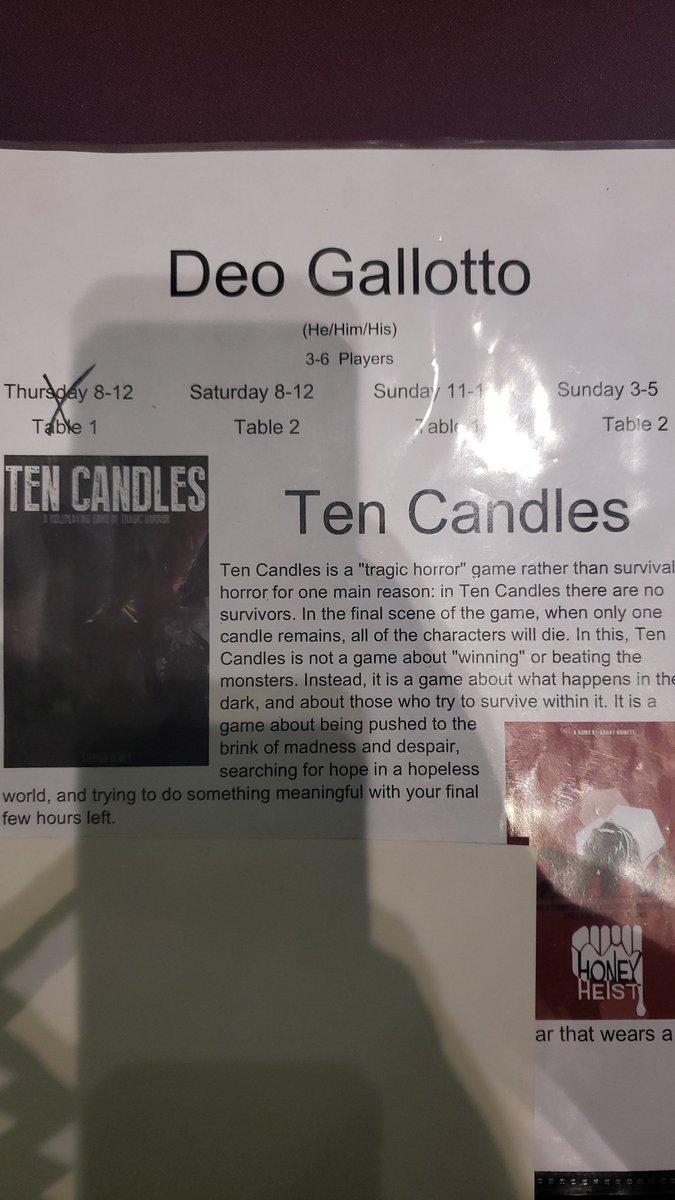 Deo Gallotto
(He/Him/His)
3-6 Players
Thursday 8-12 Saturday 8-12 Sunday 11-1 Sunday 3-5
Table 1 Table 2 Table 1 Table 2
TEN CANDLES
A ROLEPLAYING GAME OF TRAGIC HORROR
Ten Candles
Ten Candles is a "tragic horror" game rather than survival
horror for one main reason: in Ten Candles there are no
survivors. In the final scene of the game, when only one
candle remains, all of the characters will die. In this, Ten
Candles is not a game about "winning" or beating the
monsters. Instead, it is a game about what happens in the
dark, and about those who try to survive within it. It is a
game about being pushed to the
brink of madness and despair,
searching for hope in a hopeless
world, and trying to do something meaningful with your final
few hours left.
A GAME BY GRANT HOWITT
HONEY
HEIST
ar that wears a